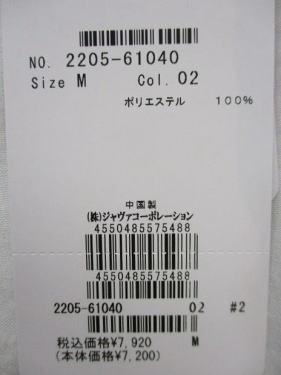 NO. 2205-61040
Size M Col. 02
ポリエステル 100%
中国製
(株)ジャヴァコーポレーション
4550485575488
4550485575488
2205-61040 02 #2
税込価格¥7,920 M
(本体価格¥7,200)